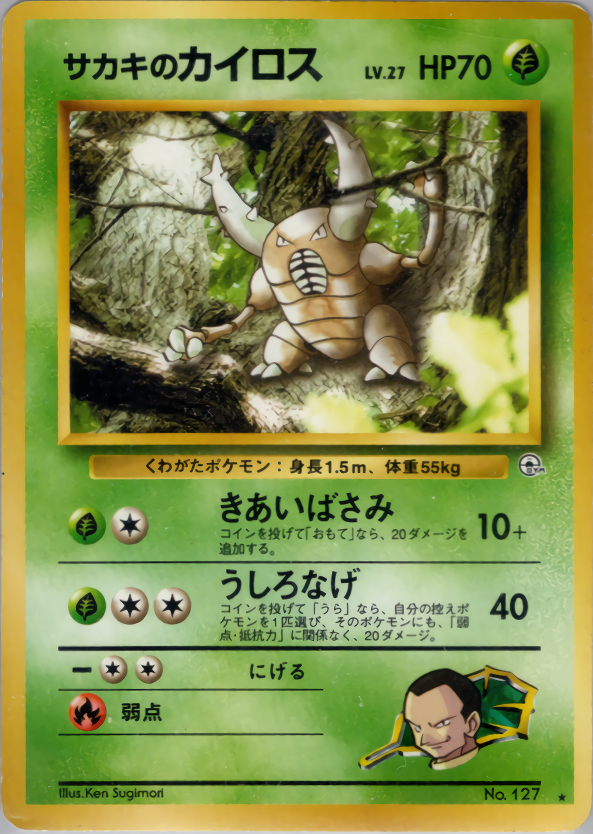 サカキのカイロス LV.27 HP70
くわがたポケモン：身長1.5m、体重55kg
GYM
きあいばさみ 10+
コインを投げて「おもて」なら、20ダメージを
追加する。
うしろなげ 40
コインを投げて「うら」なら、自分の控えポ
ケモンを1匹選び、そのポケモンにも、「弱
点・抵抗力」に関係なく、20ダメージ。
− にげる
弱点
Illus.Ken Sugimori No. 127 ★